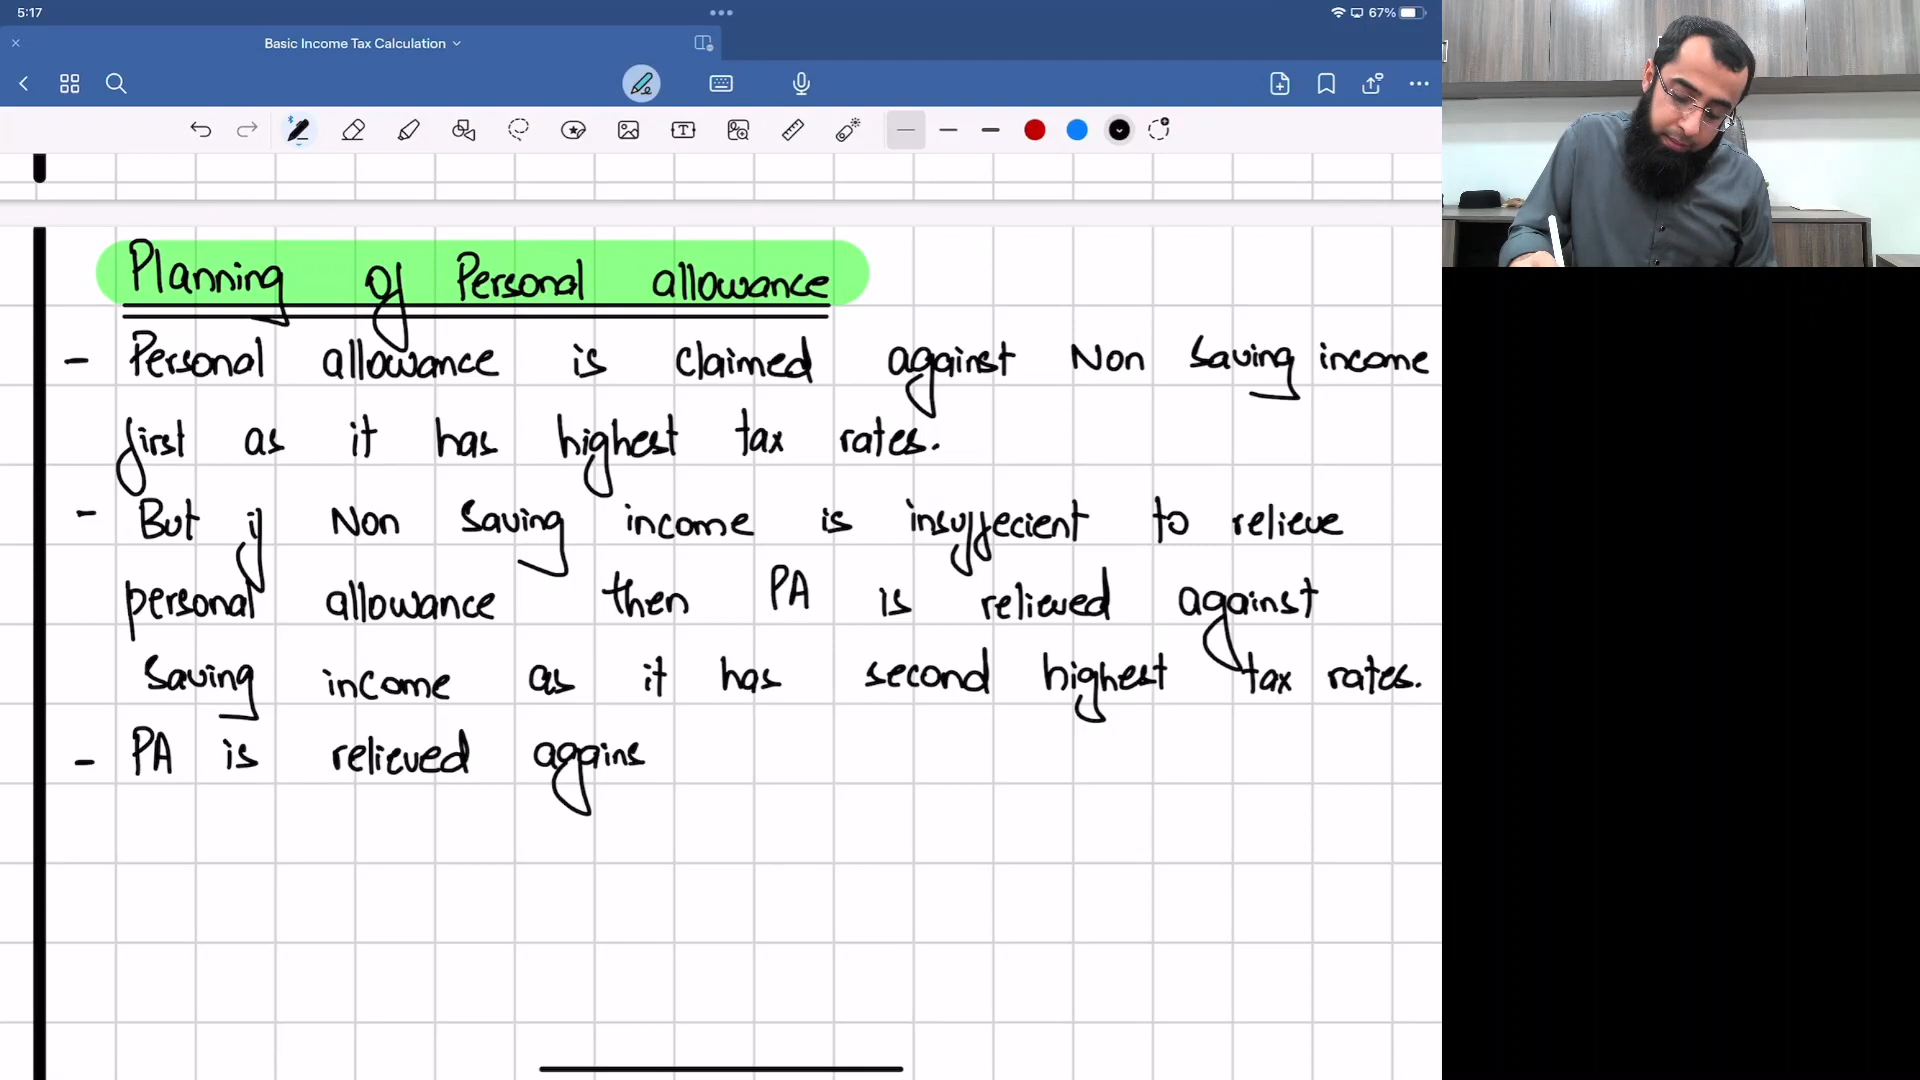 5:17
67%
Basic Income Tax Calculation
Planning of Personal allowance
- Personal allowance is claimed against Non Saving income
first as it has highest tax rates.
- But if Non Saving income is insuffecient to relieve
personal allowance then PA is relieved against
Saving income as it has second highest tax rates.
- PA is relieved aggains